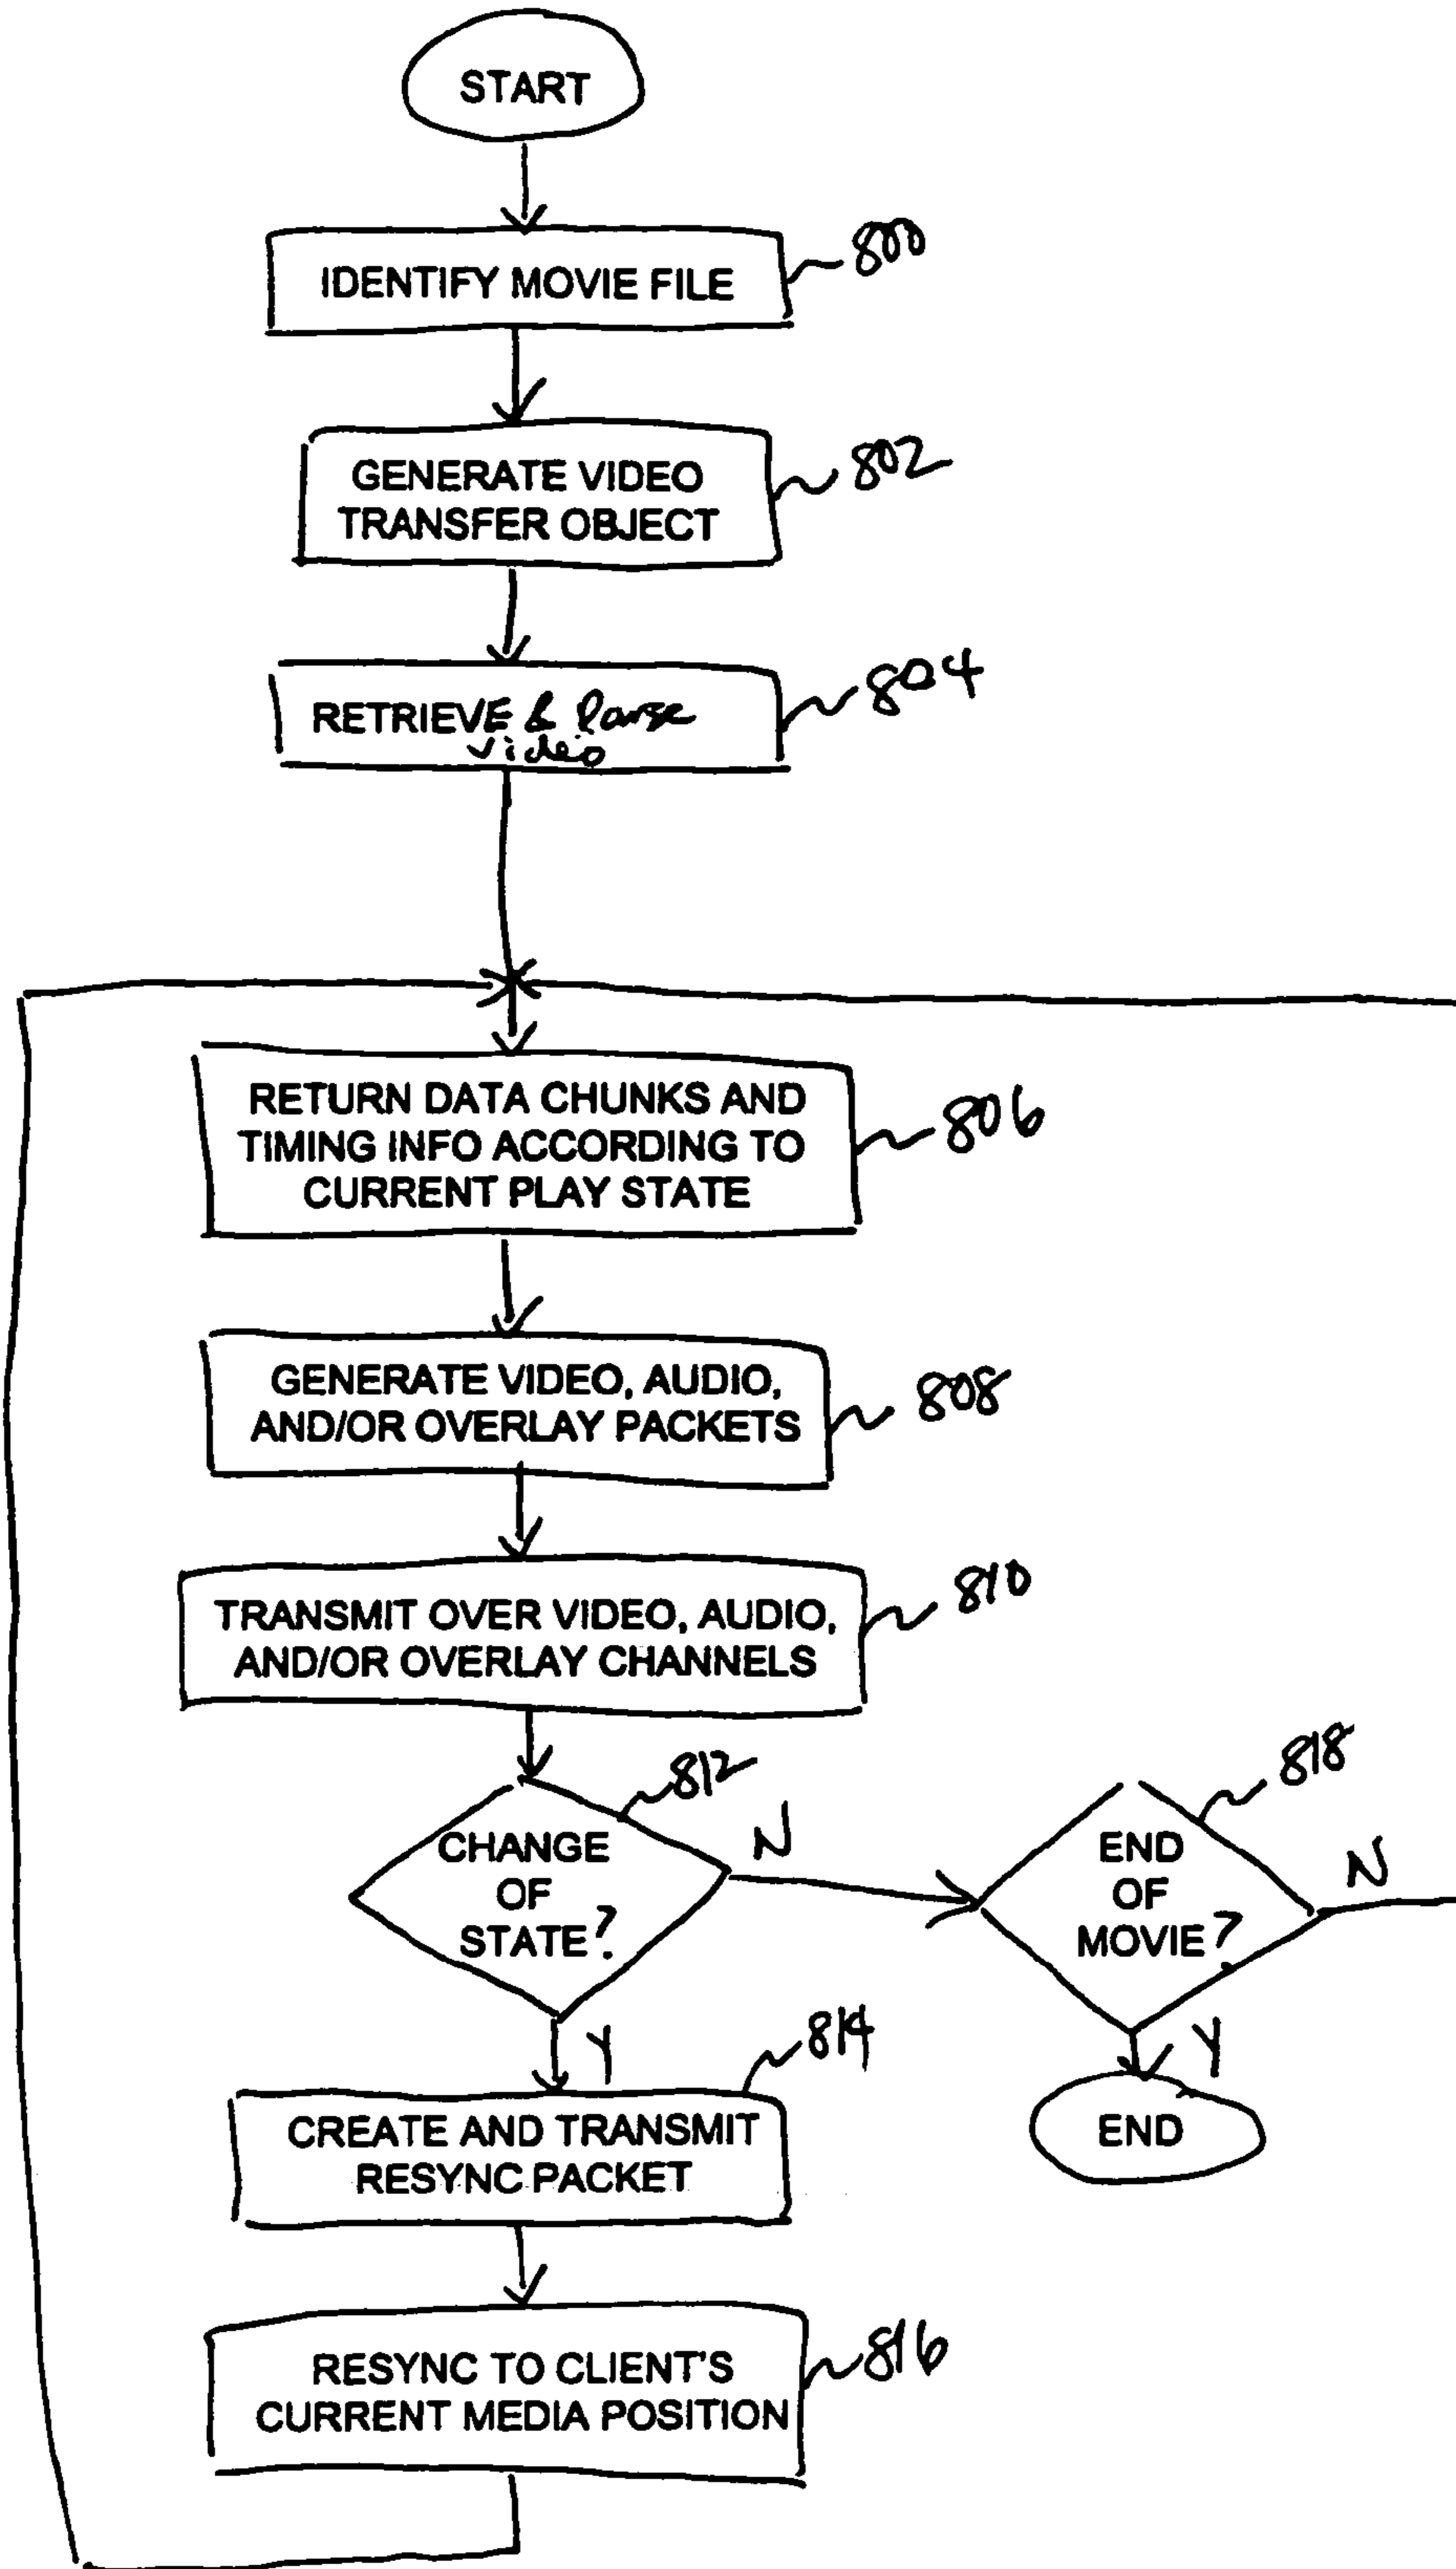 START
IDENTIFY MOVIE FILE
800
GENERATE VIDEO
TRANSFER OBJECT
802
RETRIEVE & Parse
video
804
RETURN DATA CHUNKS AND
TIMING INFO ACCORDING TO
CURRENT PLAY STATE
806
GENERATE VIDEO, AUDIO,
AND/OR OVERLAY PACKETS
808
TRANSMIT OVER VIDEO, AUDIO,
AND/OR OVERLAY CHANNELS
810
CHANGE
OF
STATE?
812
N
END
OF
MOVIE?
818
N
Y
CREATE AND TRANSMIT
RESYNC PACKET
814
Y
END
RESYNC TO CLIENT'S
CURRENT MEDIA POSITION
816